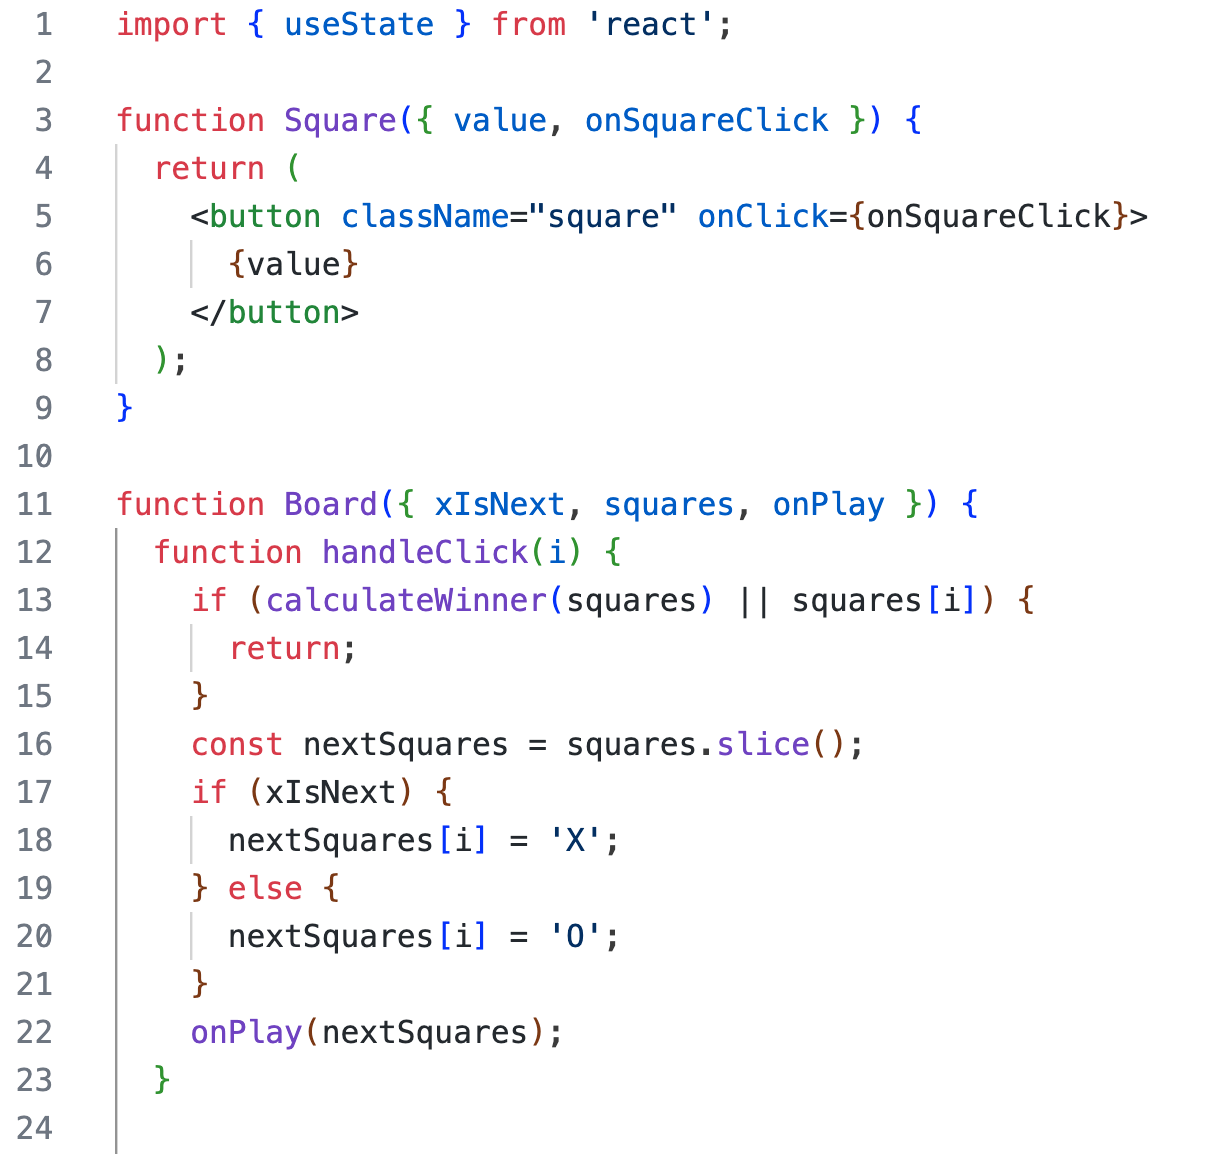 1 import { useState } from 'react';
2
3 function Square({ value, onSquareClick }) {
4   return (
5     <button className="square" onClick={onSquareClick}>
6       {value}
7     </button>
8   );
9 }
10
11 function Board({ xIsNext, squares, onPlay }) {
12   function handleClick(i) {
13     if (calculateWinner(squares) || squares[i]) {
14       return;
15     }
16     const nextSquares = squares.slice();
17     if (xIsNext) {
18       nextSquares[i] = 'X';
19     } else {
20       nextSquares[i] = 'O';
21     }
22     onPlay(nextSquares);
23   }
24